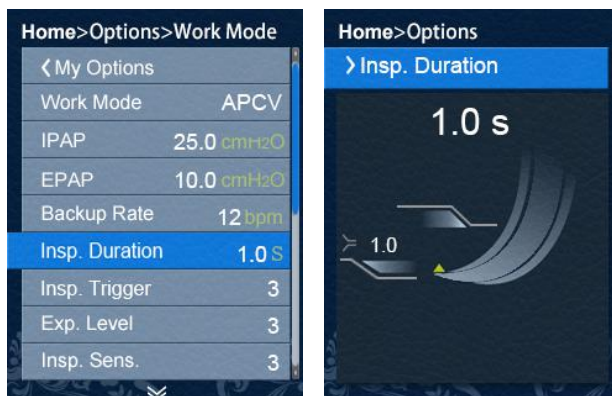 Home>Options>Work Mode
My Options
Work Mode APCV
IPAP 25.0 cmH2O
EPAP 10.0 cmH2O
Backup Rate 12 bpm
Insp. Duration 1.0 S
Insp. Trigger 3
Exp. Level 3
Insp. Sens. 3
Home>Options
Insp. Duration
1.0 s
1.0